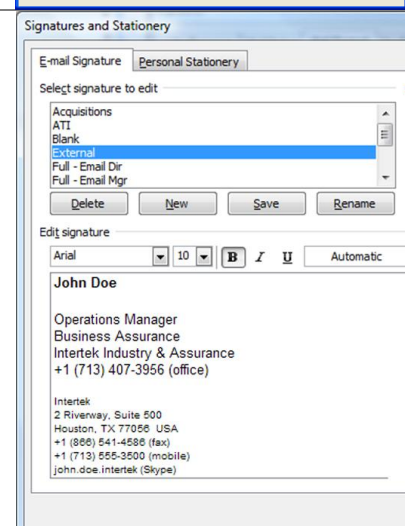 Signatures and Stationery
E-mail Signature Personal Stationery
Select signature to edit
Acquisitions
ATI
Blank
External
Full - Email Dir
Full - Email Mgr
Delete New Save Rename
Edit signature
Arial 10 B I U Automatic
John Doe
Operations Manager
Business Assurance
Intertek Industry & Assurance
+1 (713) 407-3956 (office)
Intertek
2 Riverway, Suite 500
Houston, TX 77056 USA
+1 (866) 541-4586 (fax)
+1 (713) 555-3500 (mobile)
john.doe.intertek (Skype)